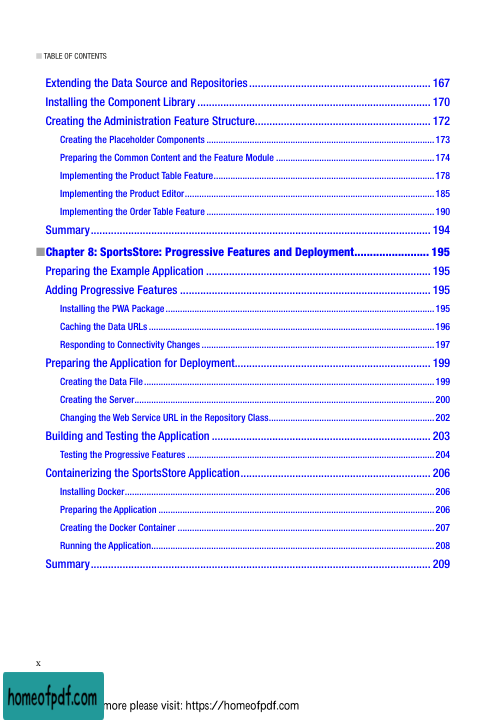 ■ TABLE OF CONTENTS
Extending the Data Source and Repositories............................................................... 167
Installing the Component Library ................................................................................. 170
Creating the Administration Feature Structure............................................................. 172
Creating the Placeholder Components ............................................................................................. 173
Preparing the Common Content and the Feature Module ................................................................ 174
Implementing the Product Table Feature.......................................................................................... 178
Implementing the Product Editor...................................................................................................... 185
Implementing the Order Table Feature ............................................................................................. 190
Summary...................................................................................................................... 194
■Chapter 8: SportsStore: Progressive Features and Deployment........................ 195
Preparing the Example Application .............................................................................. 195
Adding Progressive Features ....................................................................................... 195
Installing the PWA Package.............................................................................................................. 195
Caching the Data URLs ..................................................................................................................... 196
Responding to Connectivity Changes ............................................................................................... 197
Preparing the Application for Deployment.................................................................... 199
Creating the Data File....................................................................................................................... 199
Creating the Server........................................................................................................................... 200
Changing the Web Service URL in the Repository Class.................................................................... 202
Building and Testing the Application ............................................................................ 203
Testing the Progressive Features ..................................................................................................... 204
Containerizing the SportsStore Application.................................................................. 206
Installing Docker............................................................................................................................... 206
Preparing the Application ................................................................................................................. 206
Creating the Docker Container .......................................................................................................... 207
Running the Application.................................................................................................................... 208
Summary...................................................................................................................... 209
x
homeofpdf.com more please visit: https://homeofpdf.com